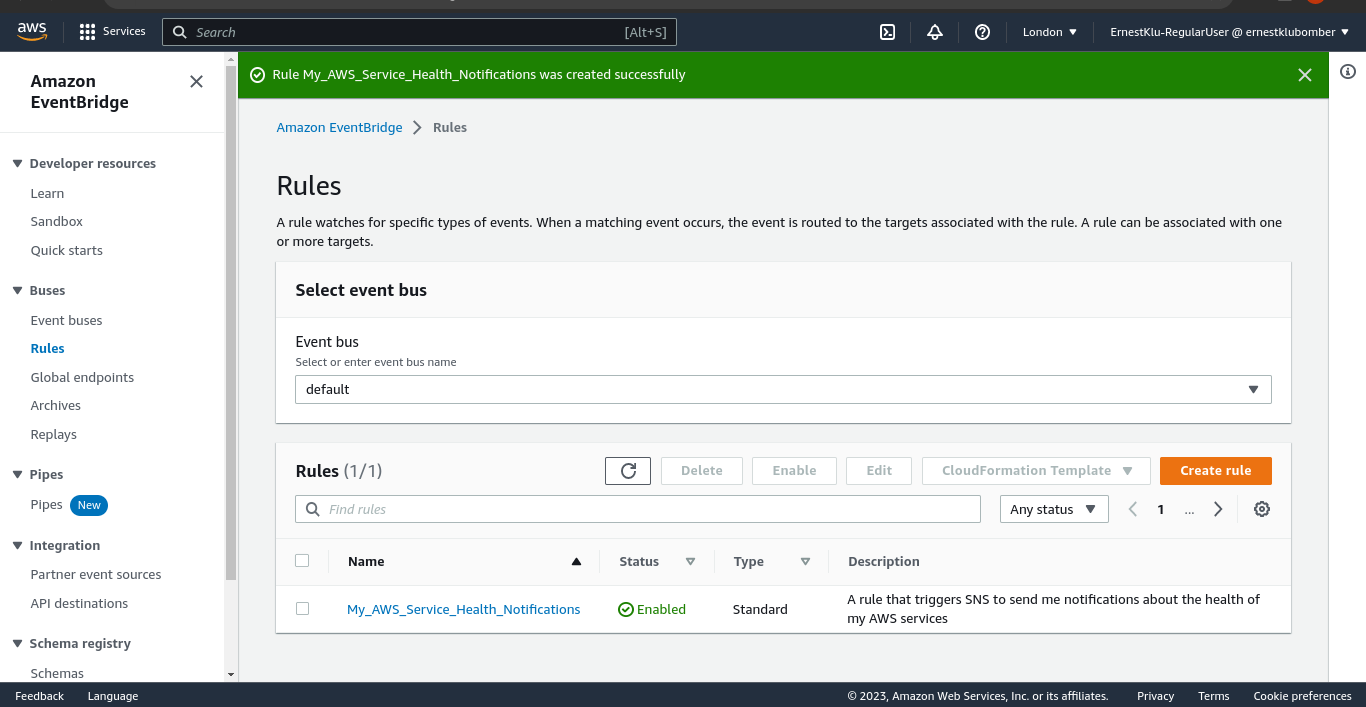 aws
Services
Search
[Alt+S]
London
ErnestKlu-RegularUser @ ernestklubomber
Amazon
EventBridge
Developer resources
Learn
Sandbox
Quick starts
Buses
Event buses
Rules
Global endpoints
Archives
Replays
Pipes
Pipes New
Integration
Partner event sources
API destinations
Schema registry
Schemas
Rule My_AWS_Service_Health_Notifications was created successfully
Amazon EventBridge Rules
Rules
A rule watches for specific types of events. When a matching event occurs, the event is routed to the targets associated with the rule. A rule can be associated with one
or more targets.
Select event bus
Event bus
Select or enter event bus name
default
Rules (1/1)
Delete
Enable
Edit
CloudFormation Template
Create rule
Find rules
Any status
1 ...
Name Status Type Description
My_AWS_Service_Health_Notifications Enabled Standard A rule that triggers SNS to send me notifications about the health of
my AWS services
Feedback Language © 2023, Amazon Web Services, Inc. or its affiliates. Privacy Terms Cookie preferences